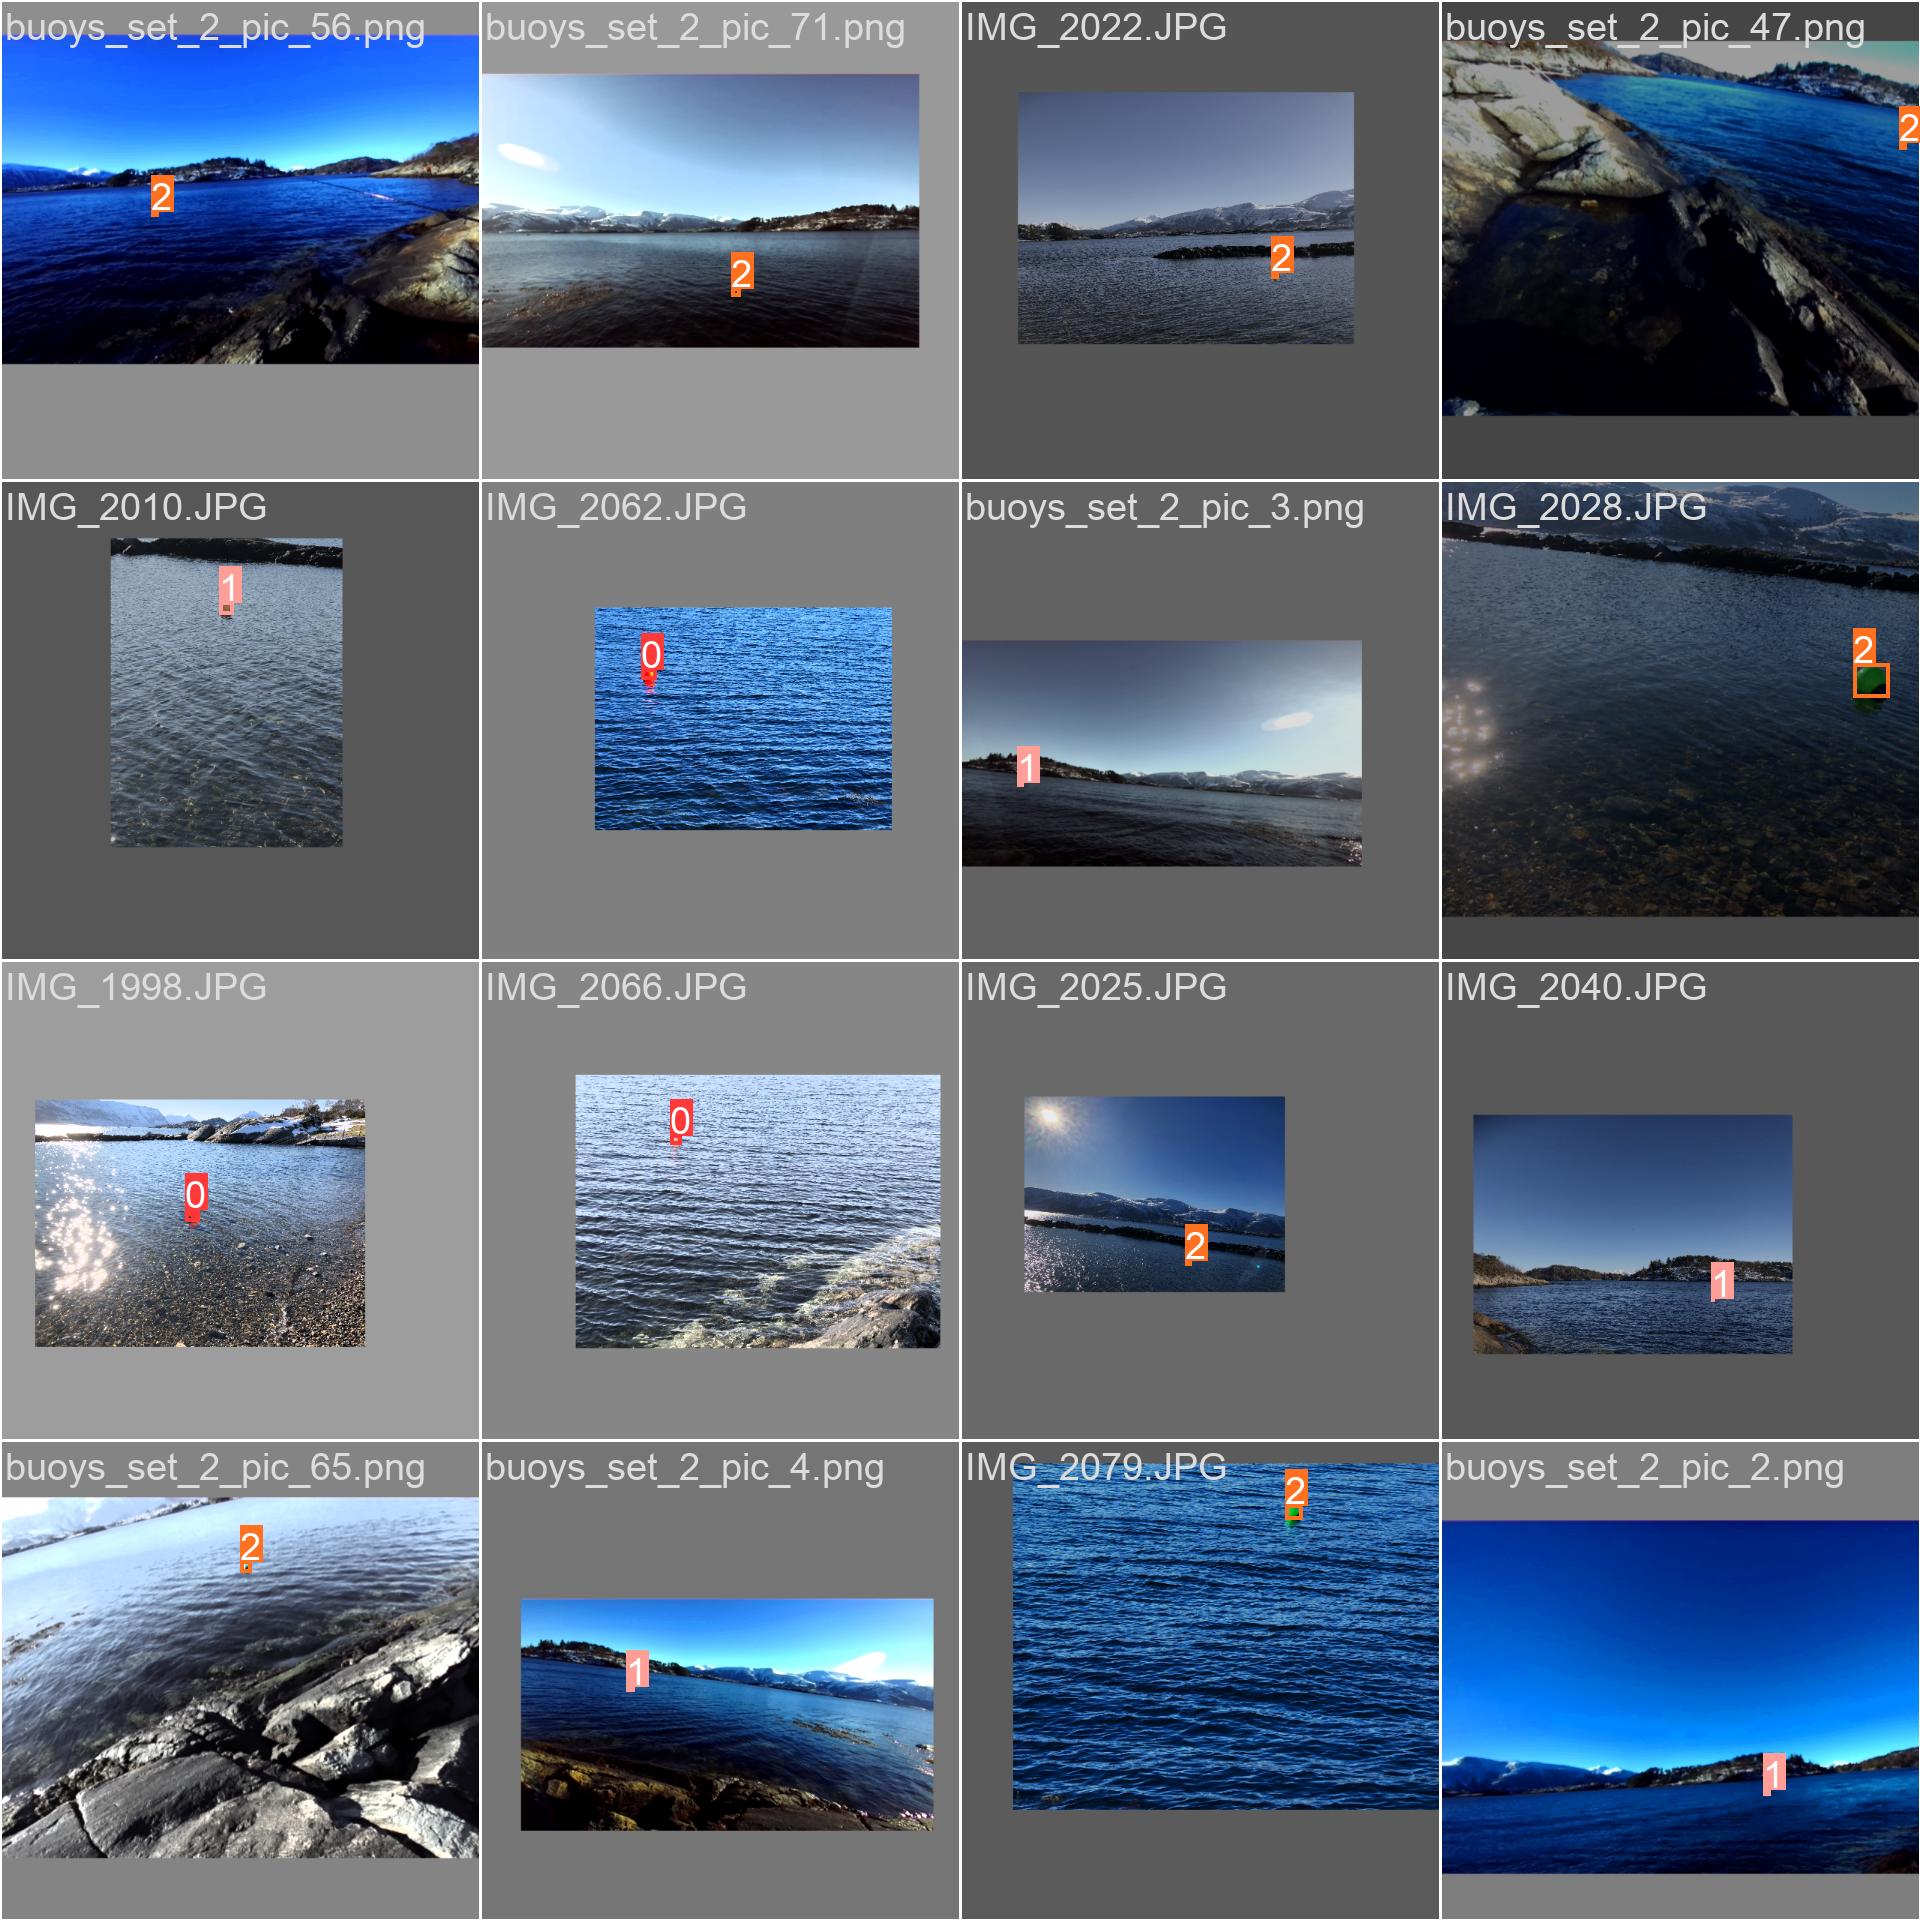 buoys_set_2_pic_56.png
2
buoys_set_2_pic_71.png
2
IMG_2022.JPG
2
buoys_set_2_pic_47.png
2
IMG_2010.JPG
1
IMG_2062.JPG
0
buoys_set_2_pic_3.png
1
IMG_2028.JPG
2
IMG_1998.JPG
0
IMG_2066.JPG
0
IMG_2025.JPG
2
IMG_2040.JPG
1
buoys_set_2_pic_65.png
2
buoys_set_2_pic_4.png
1
IMG_2079.JPG
2
buoys_set_2_pic_2.png
1